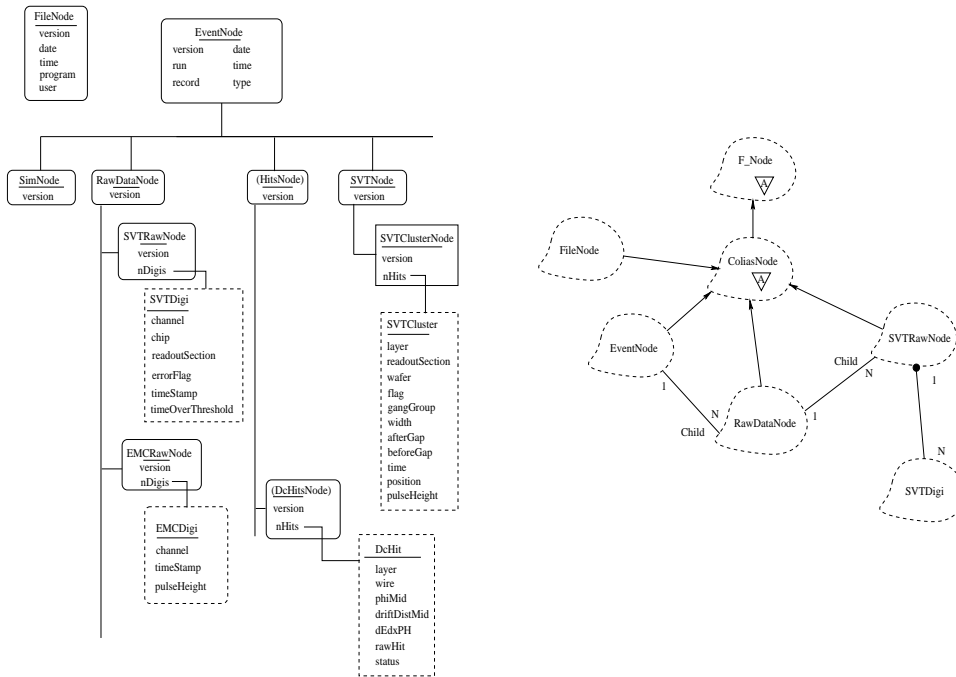 FileNode
version
date
time
program
user
EventNode
version date
run time
record type
SimNode
version
RawDataNode
version
(HitsNode)
version
SVTNode
version
SVTRawNode
version
nDigis
SVTDigi
channel
chip
readoutSection
errorFlag
timeStamp
timeOverThreshold
EMCRawNode
version
nDigis
EMCDigi
channel
timeStamp
pulseHeight
(DcHitsNode)
version
nHits
DcHit
layer
wire
phiMid
driftDistMid
dEdxPH
rawHit
status
SVTClusterNode
version
nHits
SVTCluster
layer
readoutSection
wafer
flag
gangGroup
width
afterGap
beforeGap
time
position
pulseHeight
F_Node
A
FileNode
ColiasNode
A
EventNode
SVTRawNode
Child
N
1
1
N
Child
RawDataNode
1
N
SVTDigi